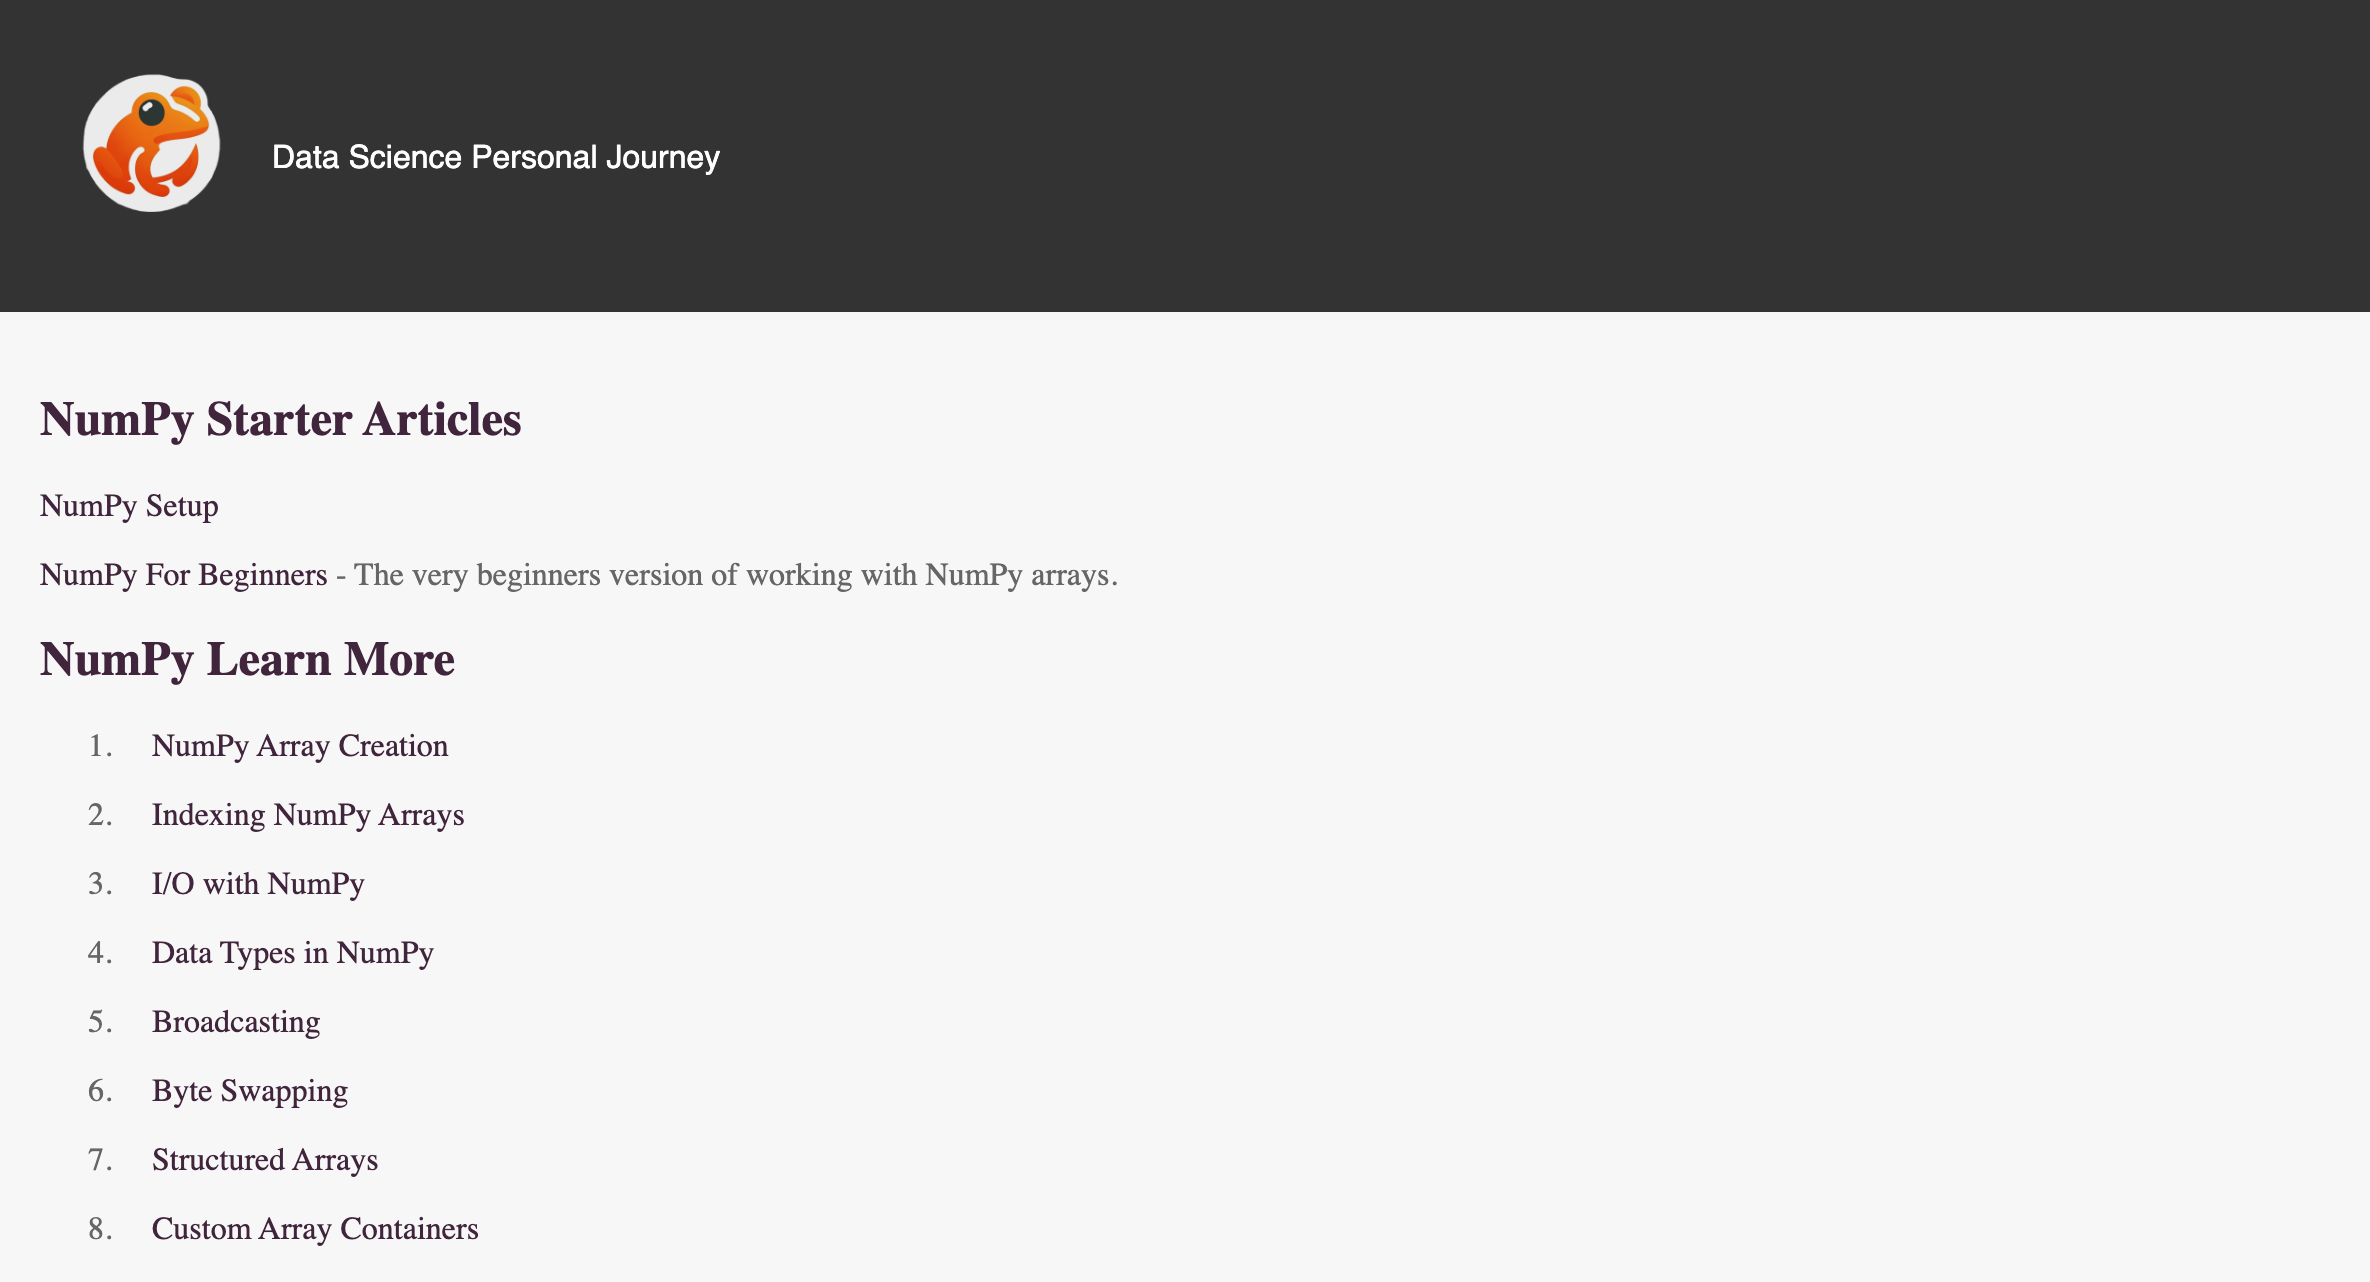 Data Science Personal Journey
NumPy Starter Articles
NumPy Setup
NumPy For Beginners - The very beginners version of working with NumPy arrays.
NumPy Learn More
1. NumPy Array Creation
2. Indexing NumPy Arrays
3. I/O with NumPy
4. Data Types in NumPy
5. Broadcasting
6. Byte Swapping
7. Structured Arrays
8. Custom Array Containers